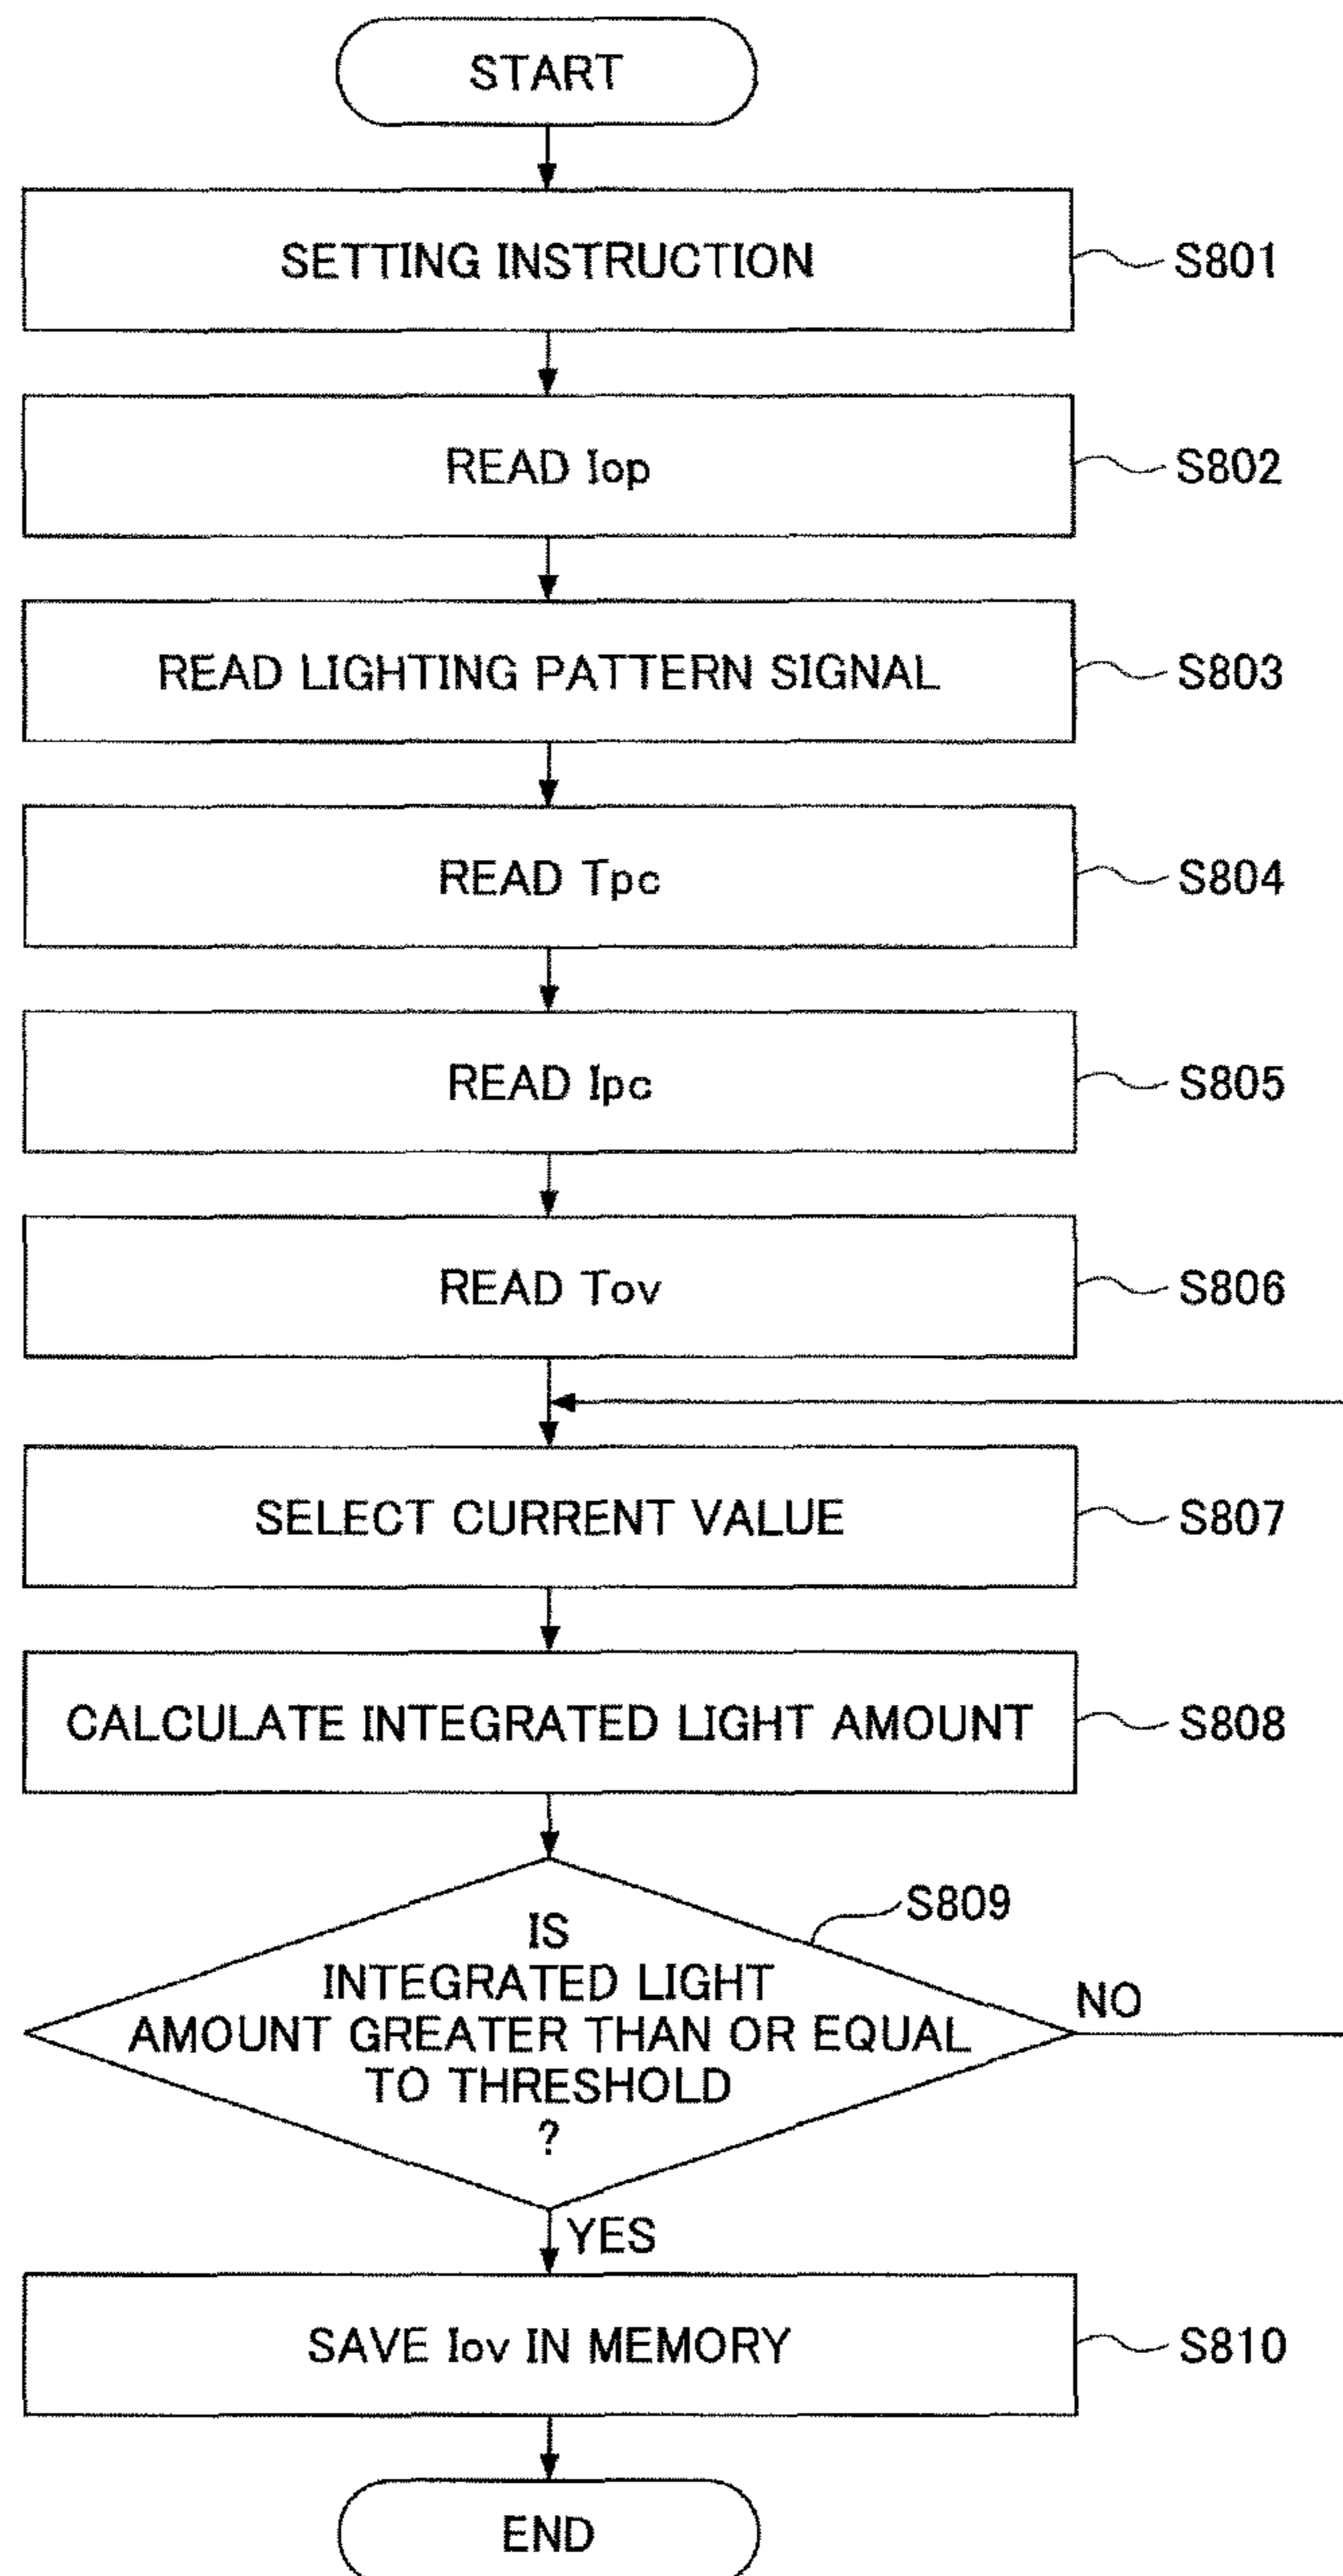 START
SETTING INSTRUCTION
S801
READ Iop
S802
READ LIGHTING PATTERN SIGNAL
S803
READ Tpc
S804
READ Ipc
S805
READ Tov
S806
SELECT CURRENT VALUE
S807
CALCULATE INTEGRATED LIGHT AMOUNT
S808
S809
IS
INTEGRATED LIGHT
AMOUNT GREATER THAN OR EQUAL
TO THRESHOLD
?
NO
YES
SAVE Iov IN MEMORY
S810
END